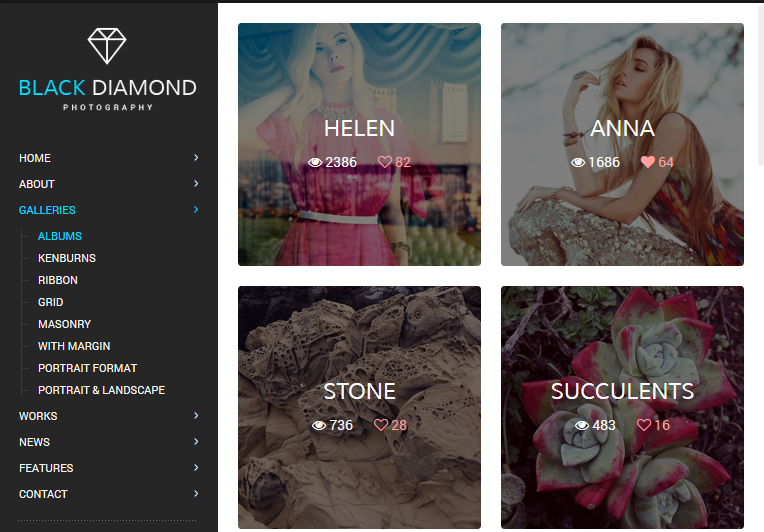 BLACK DIAMOND
PHOTOGRAPHY
HOME
ABOUT
GALLERIES
ALBUMS
KENBURNS
RIBBON
GRID
MASONRY
WITH MARGIN
PORTRAIT FORMAT
PORTRAIT & LANDSCAPE
WORKS
NEWS
FEATURES
CONTACT
HELEN
2386 82
ANNA
1686 64
STONE
736 28
SUCCULENTS
483 16